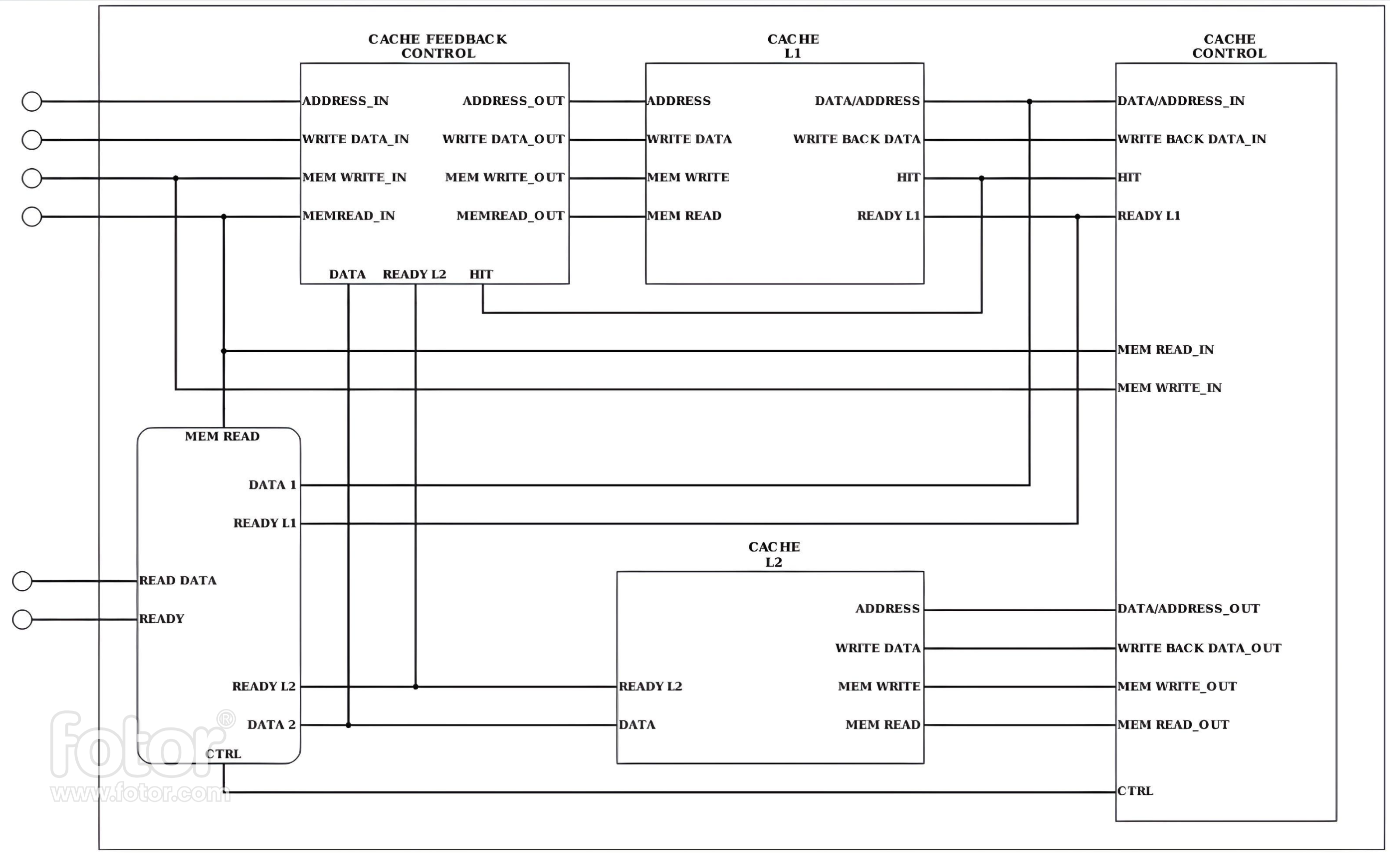 CACHE FEEDBACK
CONTROL
CACHE
L1
CACHE
CONTROL
ADDRESS_IN
ADDRESS_OUT
ADDRESS
DATA/ADDRESS
DATA/ADDRESS_IN
WRITE DATA_IN
WRITE DATA_OUT
WRITE DATA
WRITE BACK DATA
WRITE BACK DATA_IN
MEM WRITE_IN
MEM WRITE_OUT
MEM WRITE
HIT
HIT
MEMREAD_IN
MEMREAD_OUT
MEM READ
READY L1
READY L1
DATA
READY L2
HIT
MEM READ_IN
MEM WRITE_IN
MEM READ
DATA 1
READY L1
CACHE
L2
READ DATA
READY
ADDRESS
DATA/ADDRESS_OUT
WRITE DATA
WRITE BACK DATA_OUT
READY L2
READY L2
MEM WRITE
MEM WRITE_OUT
DATA 2
DATA
MEM READ
MEM READ_OUT
CTRL
CTRL
fotor®
www.fotor.com